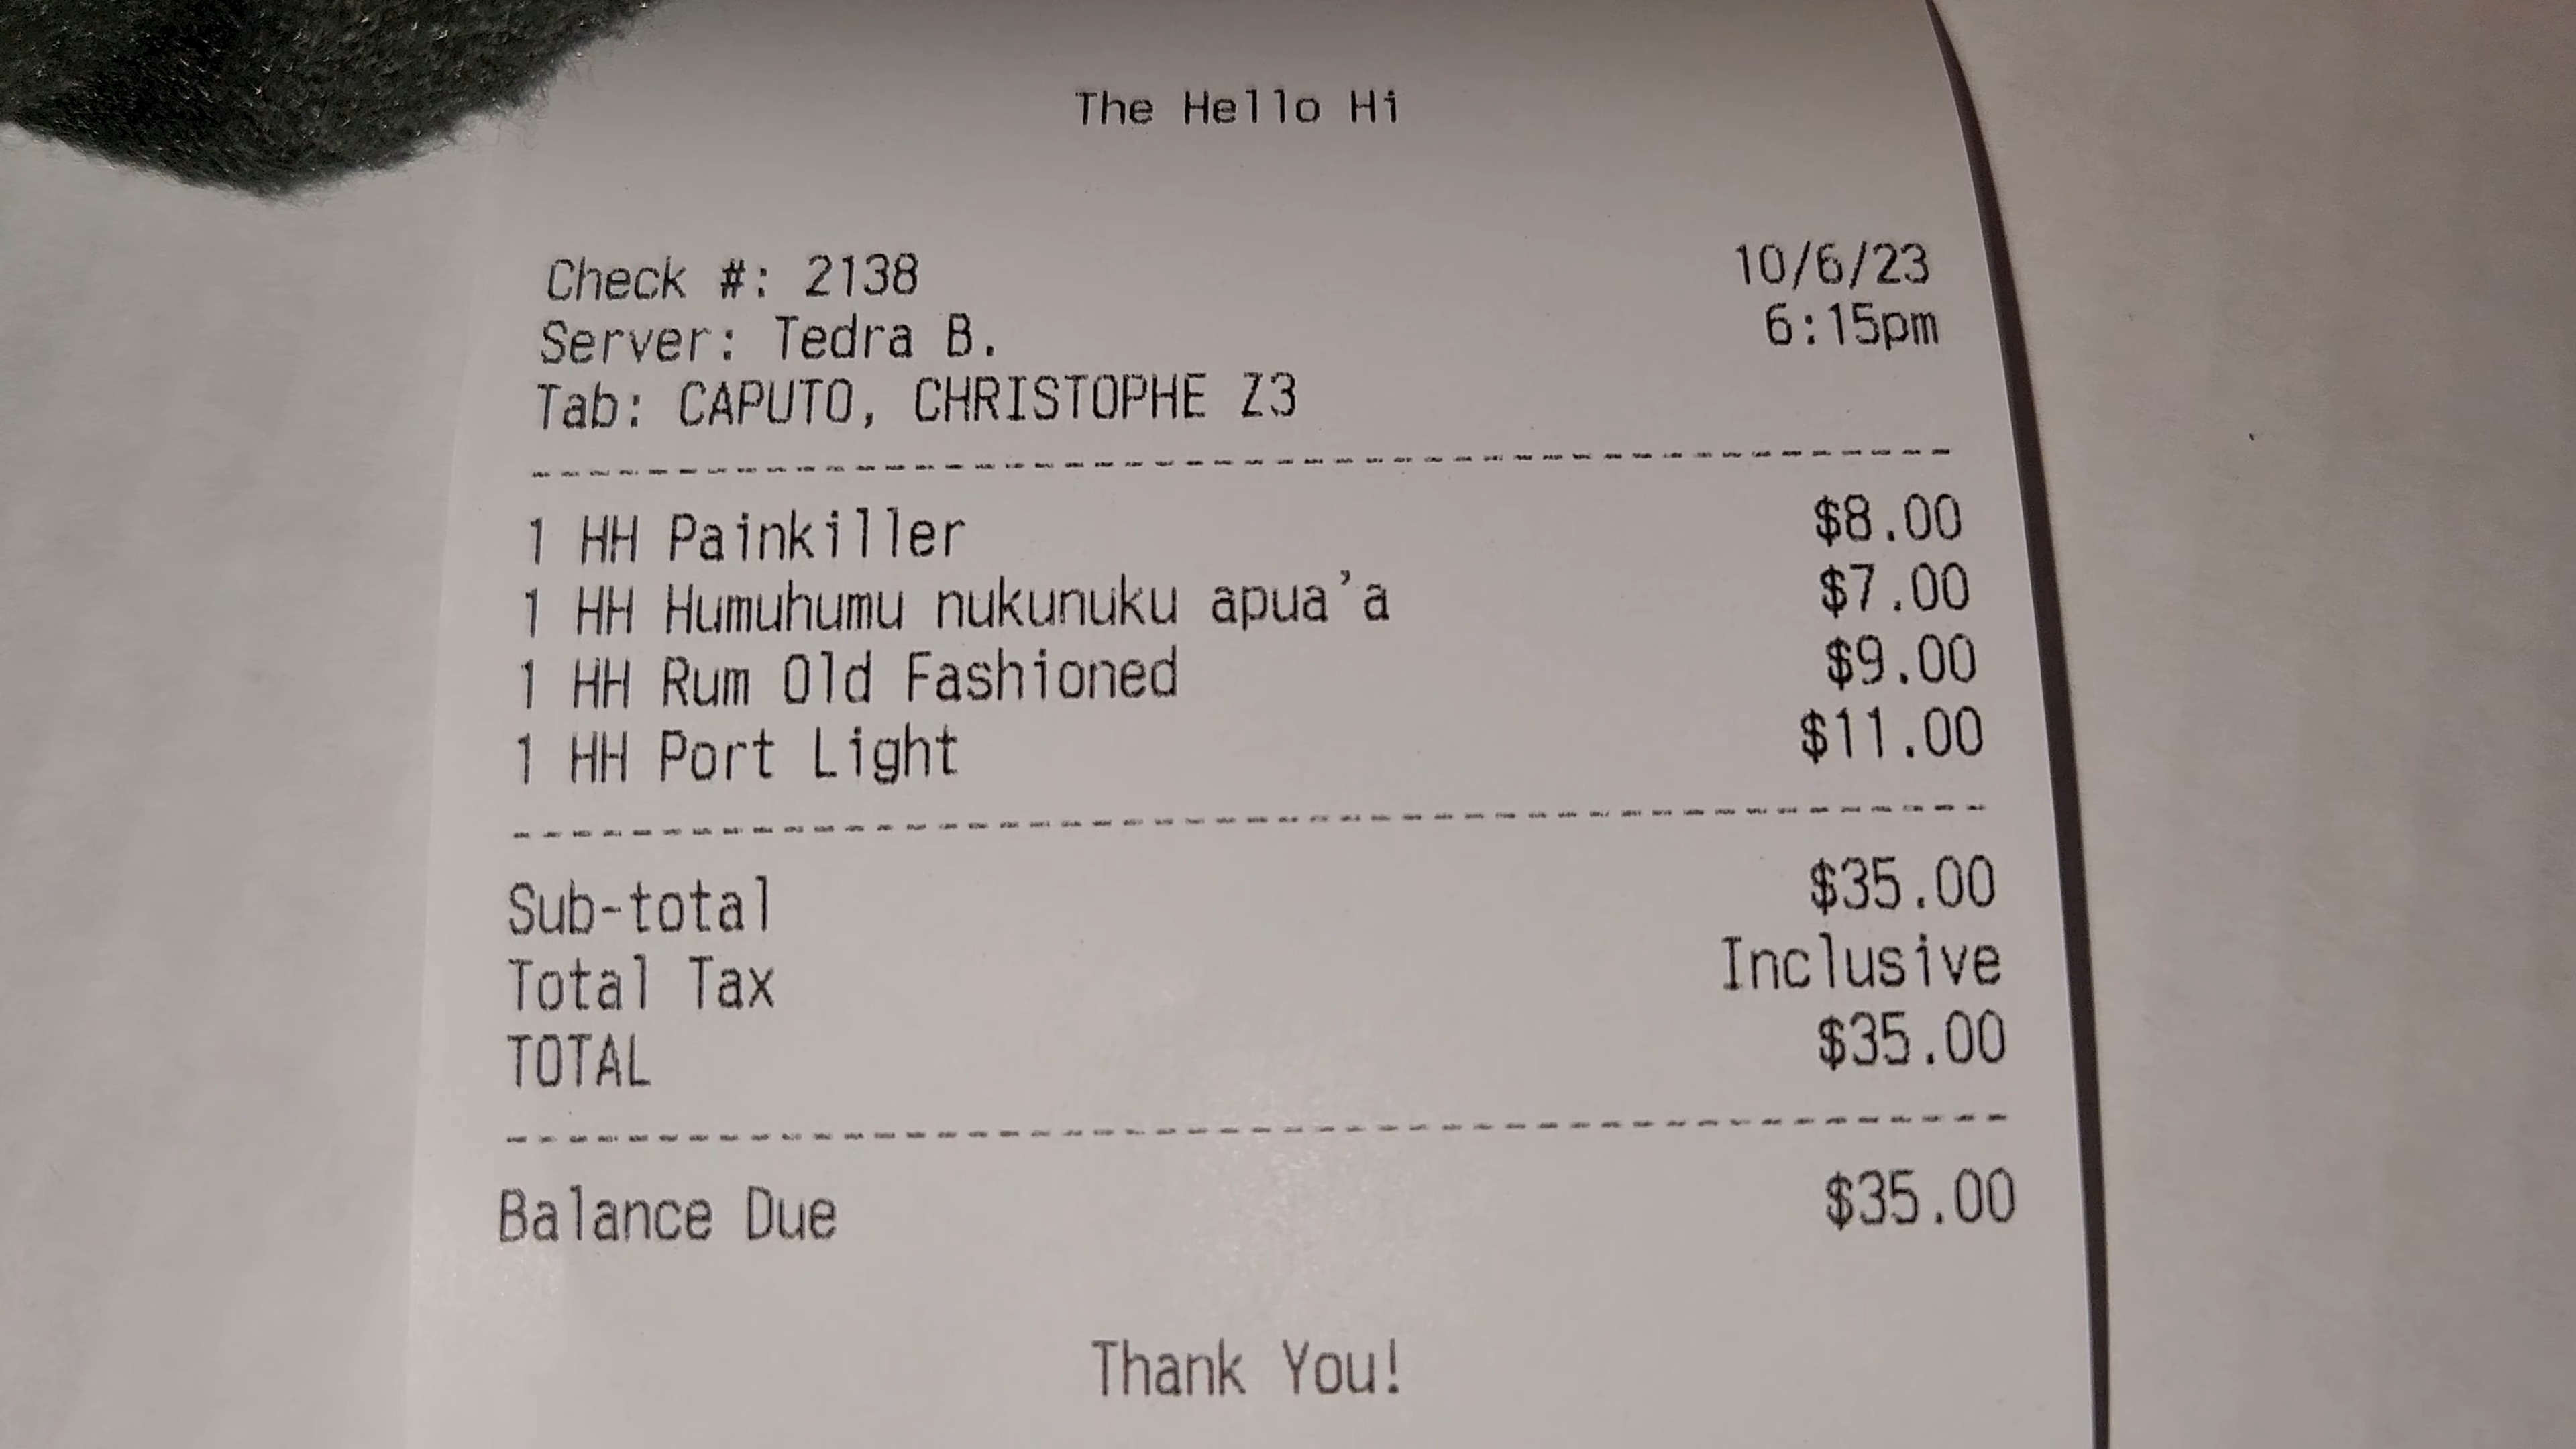 The Hello Hi
Check #: 2138 10/6/23
Server: Tedra B. 6:15pm
Tab: CAPUTO, CHRISTOPHE Z3
1 HH Painkiller $8.00
1 HH Humuhumu nukunuku apua'a $7.00
1 HH Rum Old Fashioned $9.00
1 HH Port Light $11.00
Sub-total $35.00
Total Tax Inclusive
TOTAL $35.00
Balance Due $35.00
Thank You!